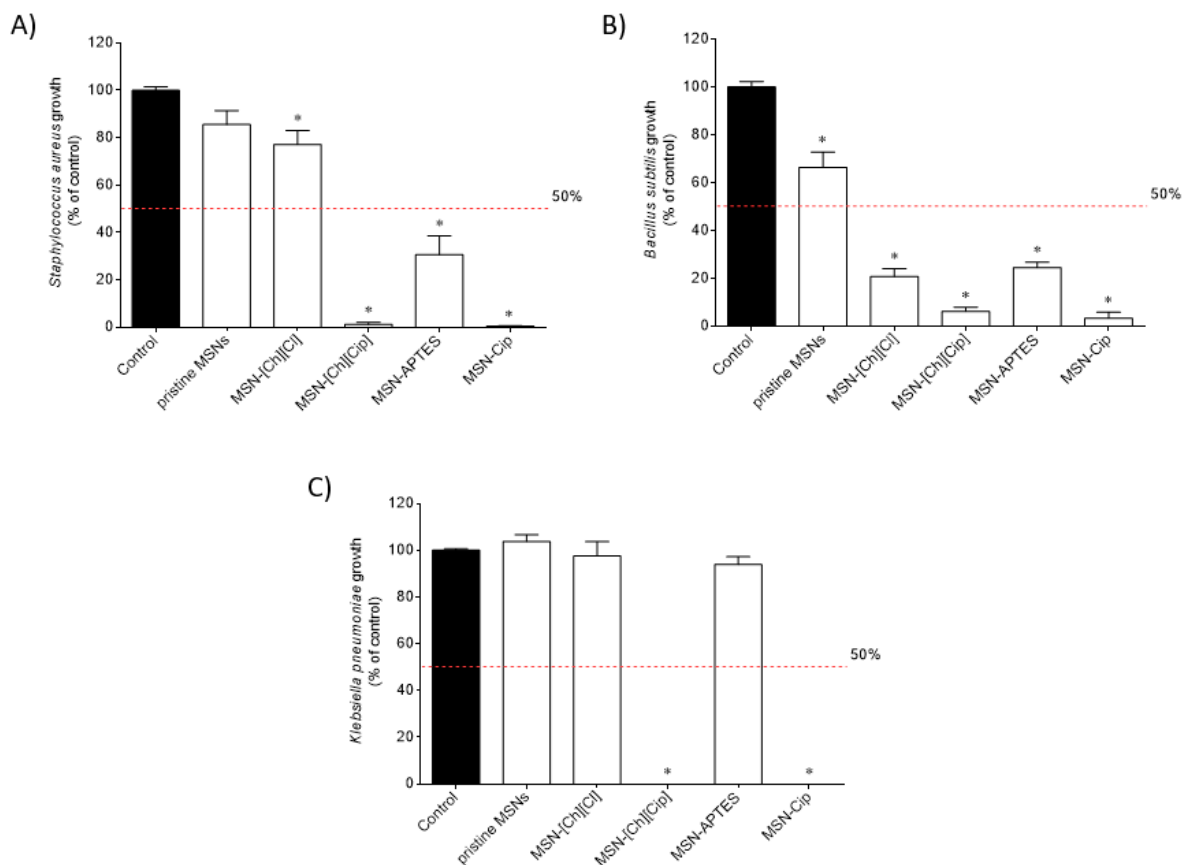 A)
Staphylococcus aureus growth
(% of control)
120
100
80
60
40
20
0
*
*
*
*
50%
Control
pristine MSNs
MSN-[Ch][Cl]
MSN-[Ch][Cip]
MSN-APTES
MSN-Cip
B)
Bacillus subtilis growth
(% of control)
120
100
80
60
40
20
0
*
*
*
*
*
50%
Control
pristine MSNs
MSN-[Ch][Cl]
MSN-[Ch][Cip]
MSN-APTES
MSN-Cip
C)
Klebsiella pneumoniae growth
(% of control)
120
100
80
60
40
20
0
*
*
50%
Control
pristine MSNs
MSN-[Ch][Cl]
MSN-[Ch][Cip]
MSN-APTES
MSN-Cip